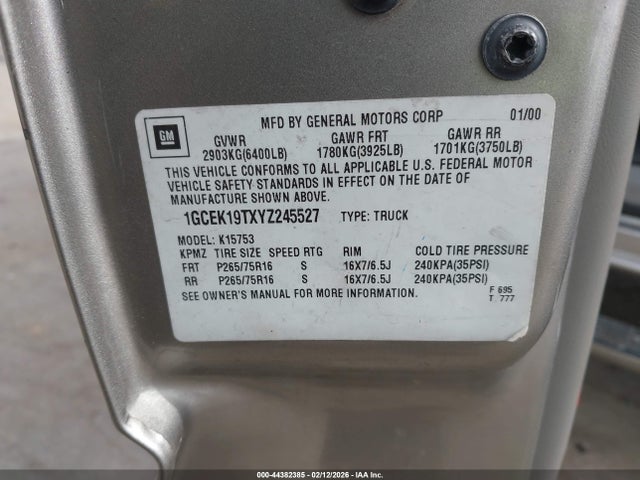 MFD BY GENERAL MOTORS CORP 01/00
GM
GVWR GAWR FRT GAWR RR
2903KG(6400LB) 1780KG(3925LB) 1701KG(3750LB)
THIS VEHICLE CONFORMS TO ALL APPLICABLE U.S. FEDERAL MOTOR
VEHICLE SAFETY STANDARDS IN EFFECT ON THE DATE OF
MANUFACTURE SHOWN ABOVE.
1GCEK19TXYZ245527 TYPE: TRUCK
MODEL: K15753
KPMZ TIRE SIZE SPEED RTG RIM COLD TIRE PRESSURE
FRT P265/75R16 S 16X7/6.5J 240KPA(35PSI)
RR P265/75R16 S 16X7/6.5J 240KPA(35PSI)
SEE OWNER'S MANUAL FOR MORE INFORMATION.
F 695
T 777
000-44382385 - 02/12/2026 - IAA Inc.